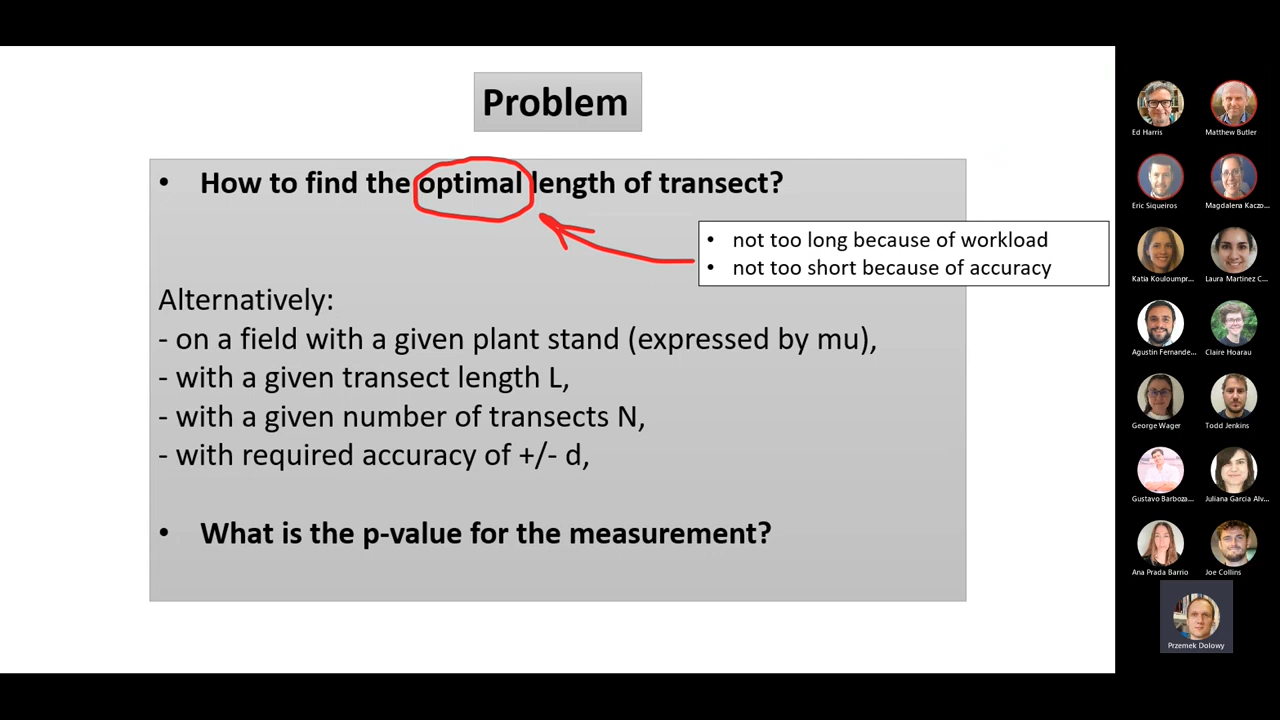 Problem
• How to find the optimal length of transect?
• not too long because of workload
• not too short because of accuracy
Alternatively:
- on a field with a given plant stand (expressed by mu),
- with a given transect length L,
- with a given number of transects N,
- with required accuracy of +/- d,
• What is the p-value for the measurement?
Ed Harris
Matthew Butler
Eric Siqueiros
Magdalena Kaczo...
Katia Kouloumpr...
Laura Martinez C...
Agustin Fernande...
Claire Hoarau
George Wager
Todd Jenkins
Gustavo Barboza...
Juliana Garcia Alv...
Ana Prada Barrio
Joe Collins
Przemek Dolowy